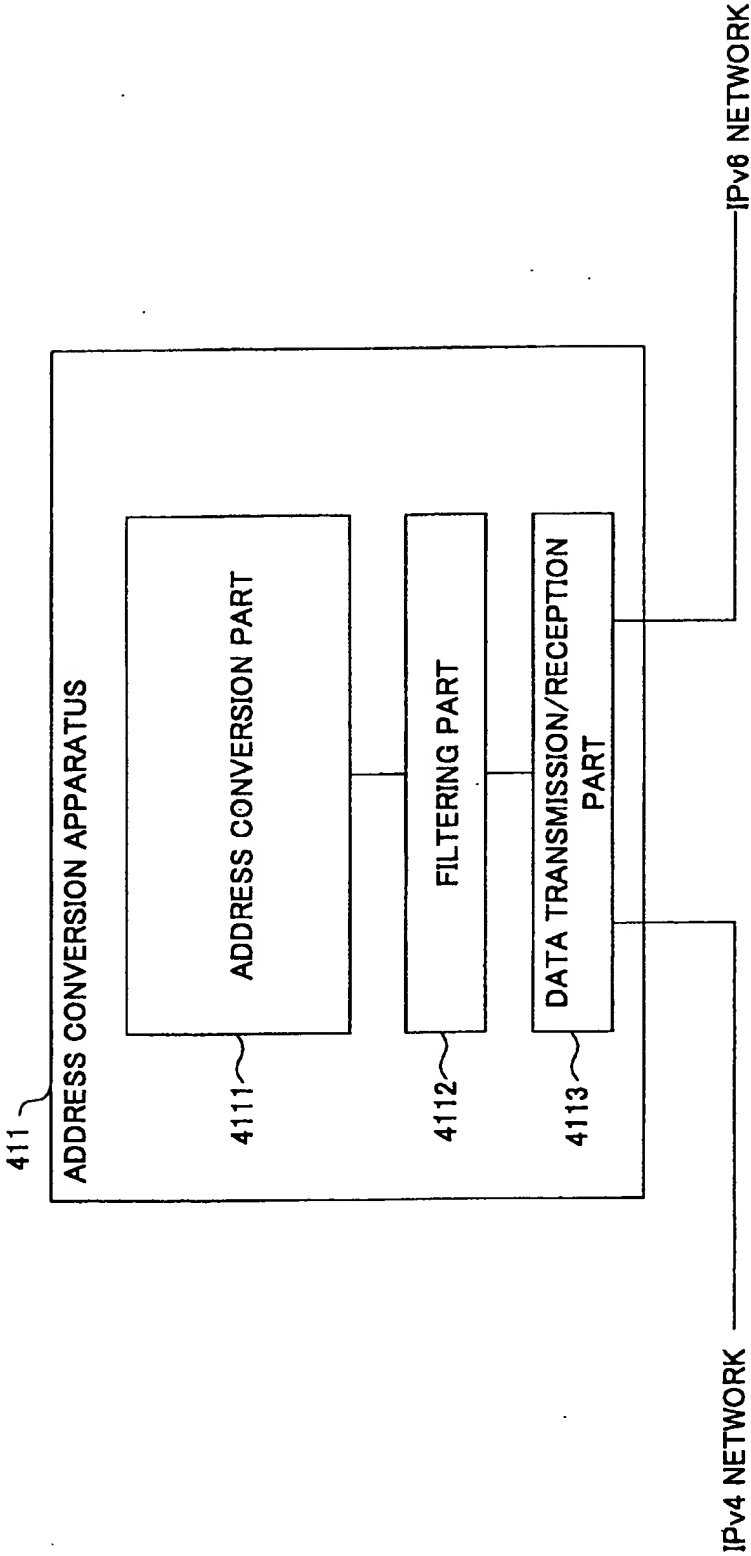 411
ADDRESS CONVERSION APPARATUS
4111
ADDRESS CONVERSION PART
4112
FILTERING PART
4113
DATA TRANSMISSION/RECEPTION
PART
IPv4 NETWORK
IPv6 NETWORK